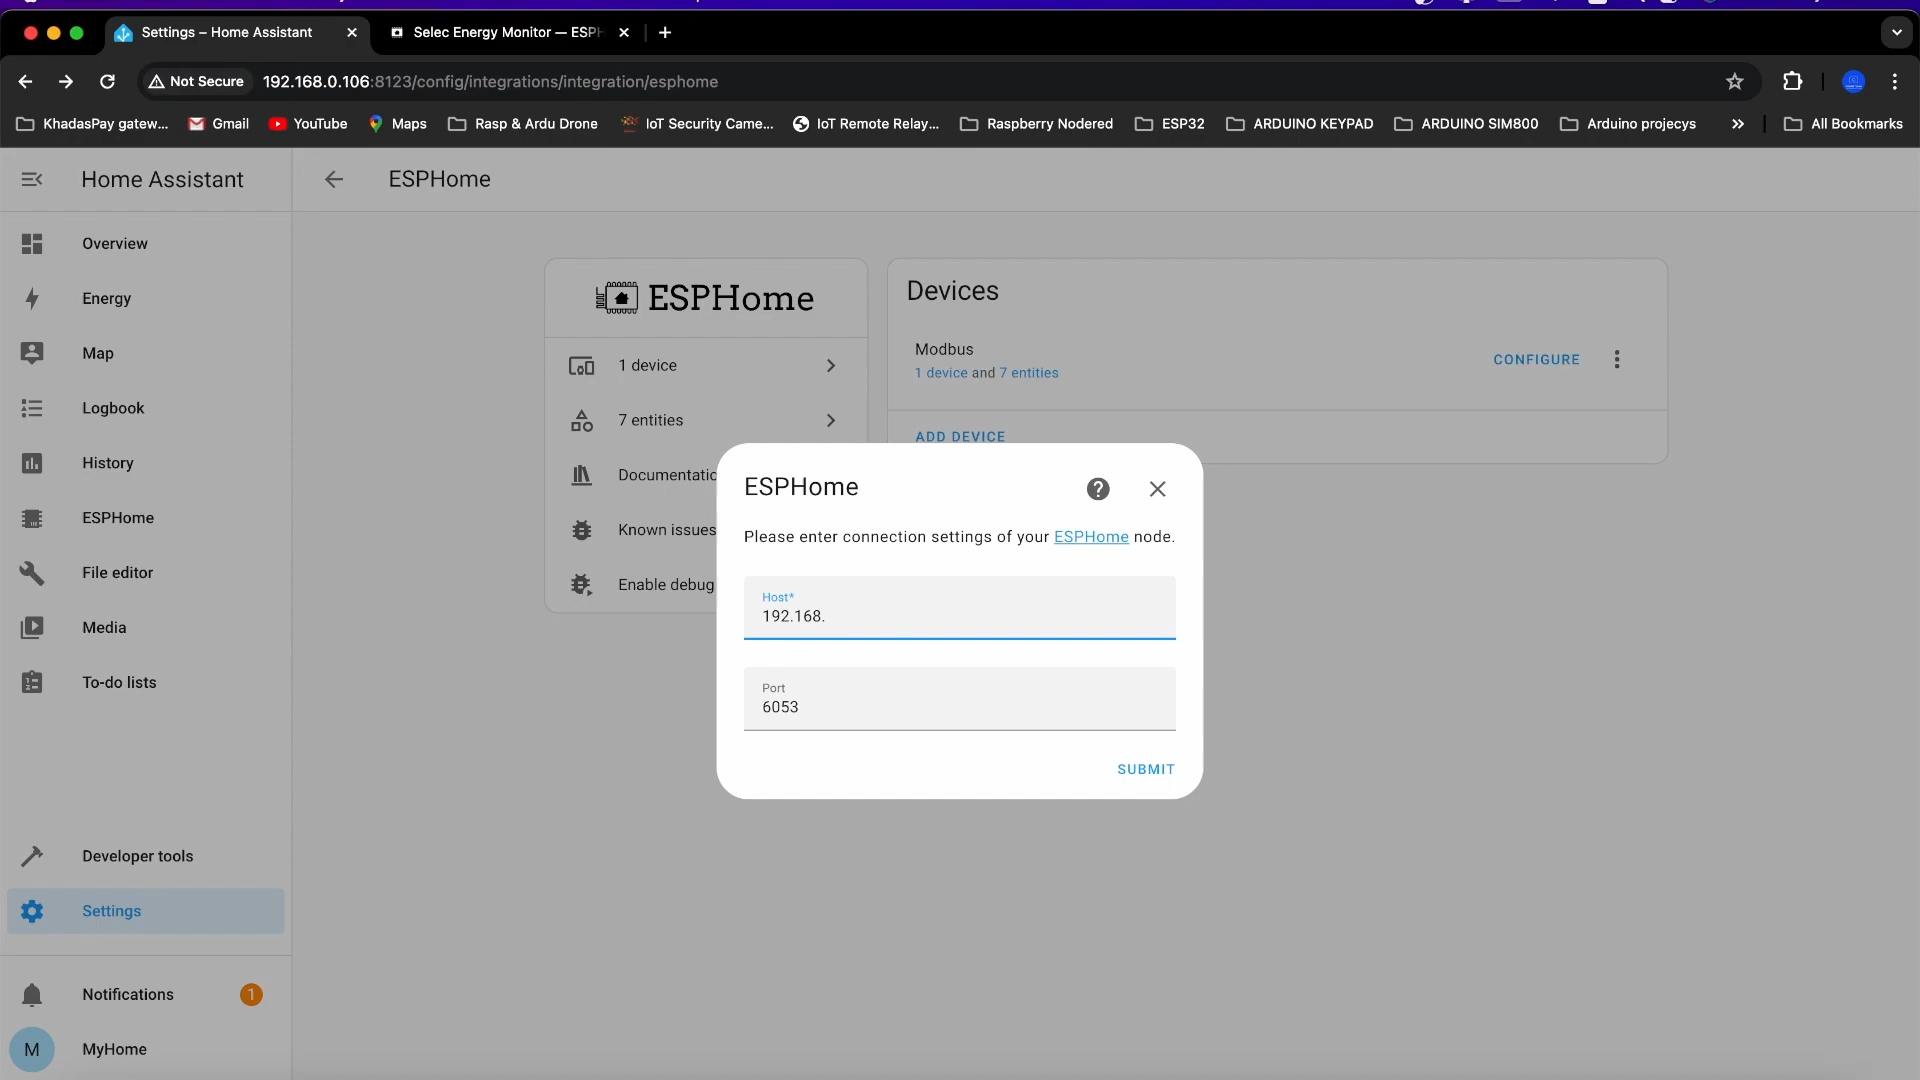 Settings – Home Assistant
Selec Energy Monitor — ESPH
Not Secure
192.168.0.106:8123/config/integrations/integration/esphome
KhadasPay gatew...
Gmail
YouTube
Maps
Rasp & Ardu Drone
IoT Security Came...
IoT Remote Relay...
Raspberry Nodered
ESP32
ARDUINO KEYPAD
ARDUINO SIM800
Arduino projecys
All Bookmarks
Home Assistant
ESPHome
Overview
Energy
Map
Logbook
History
ESPHome
File editor
Media
To-do lists
Developer tools
Settings
Notifications
1
M
MyHome
ESPHome
1 device
7 entities
Documentatio
Known issues
Enable debug
Devices
Modbus
1 device and 7 entities
CONFIGURE
ADD DEVICE
ESPHome
Please enter connection settings of your ESPHome node.
Host*
192.168.
Port
6053
SUBMIT